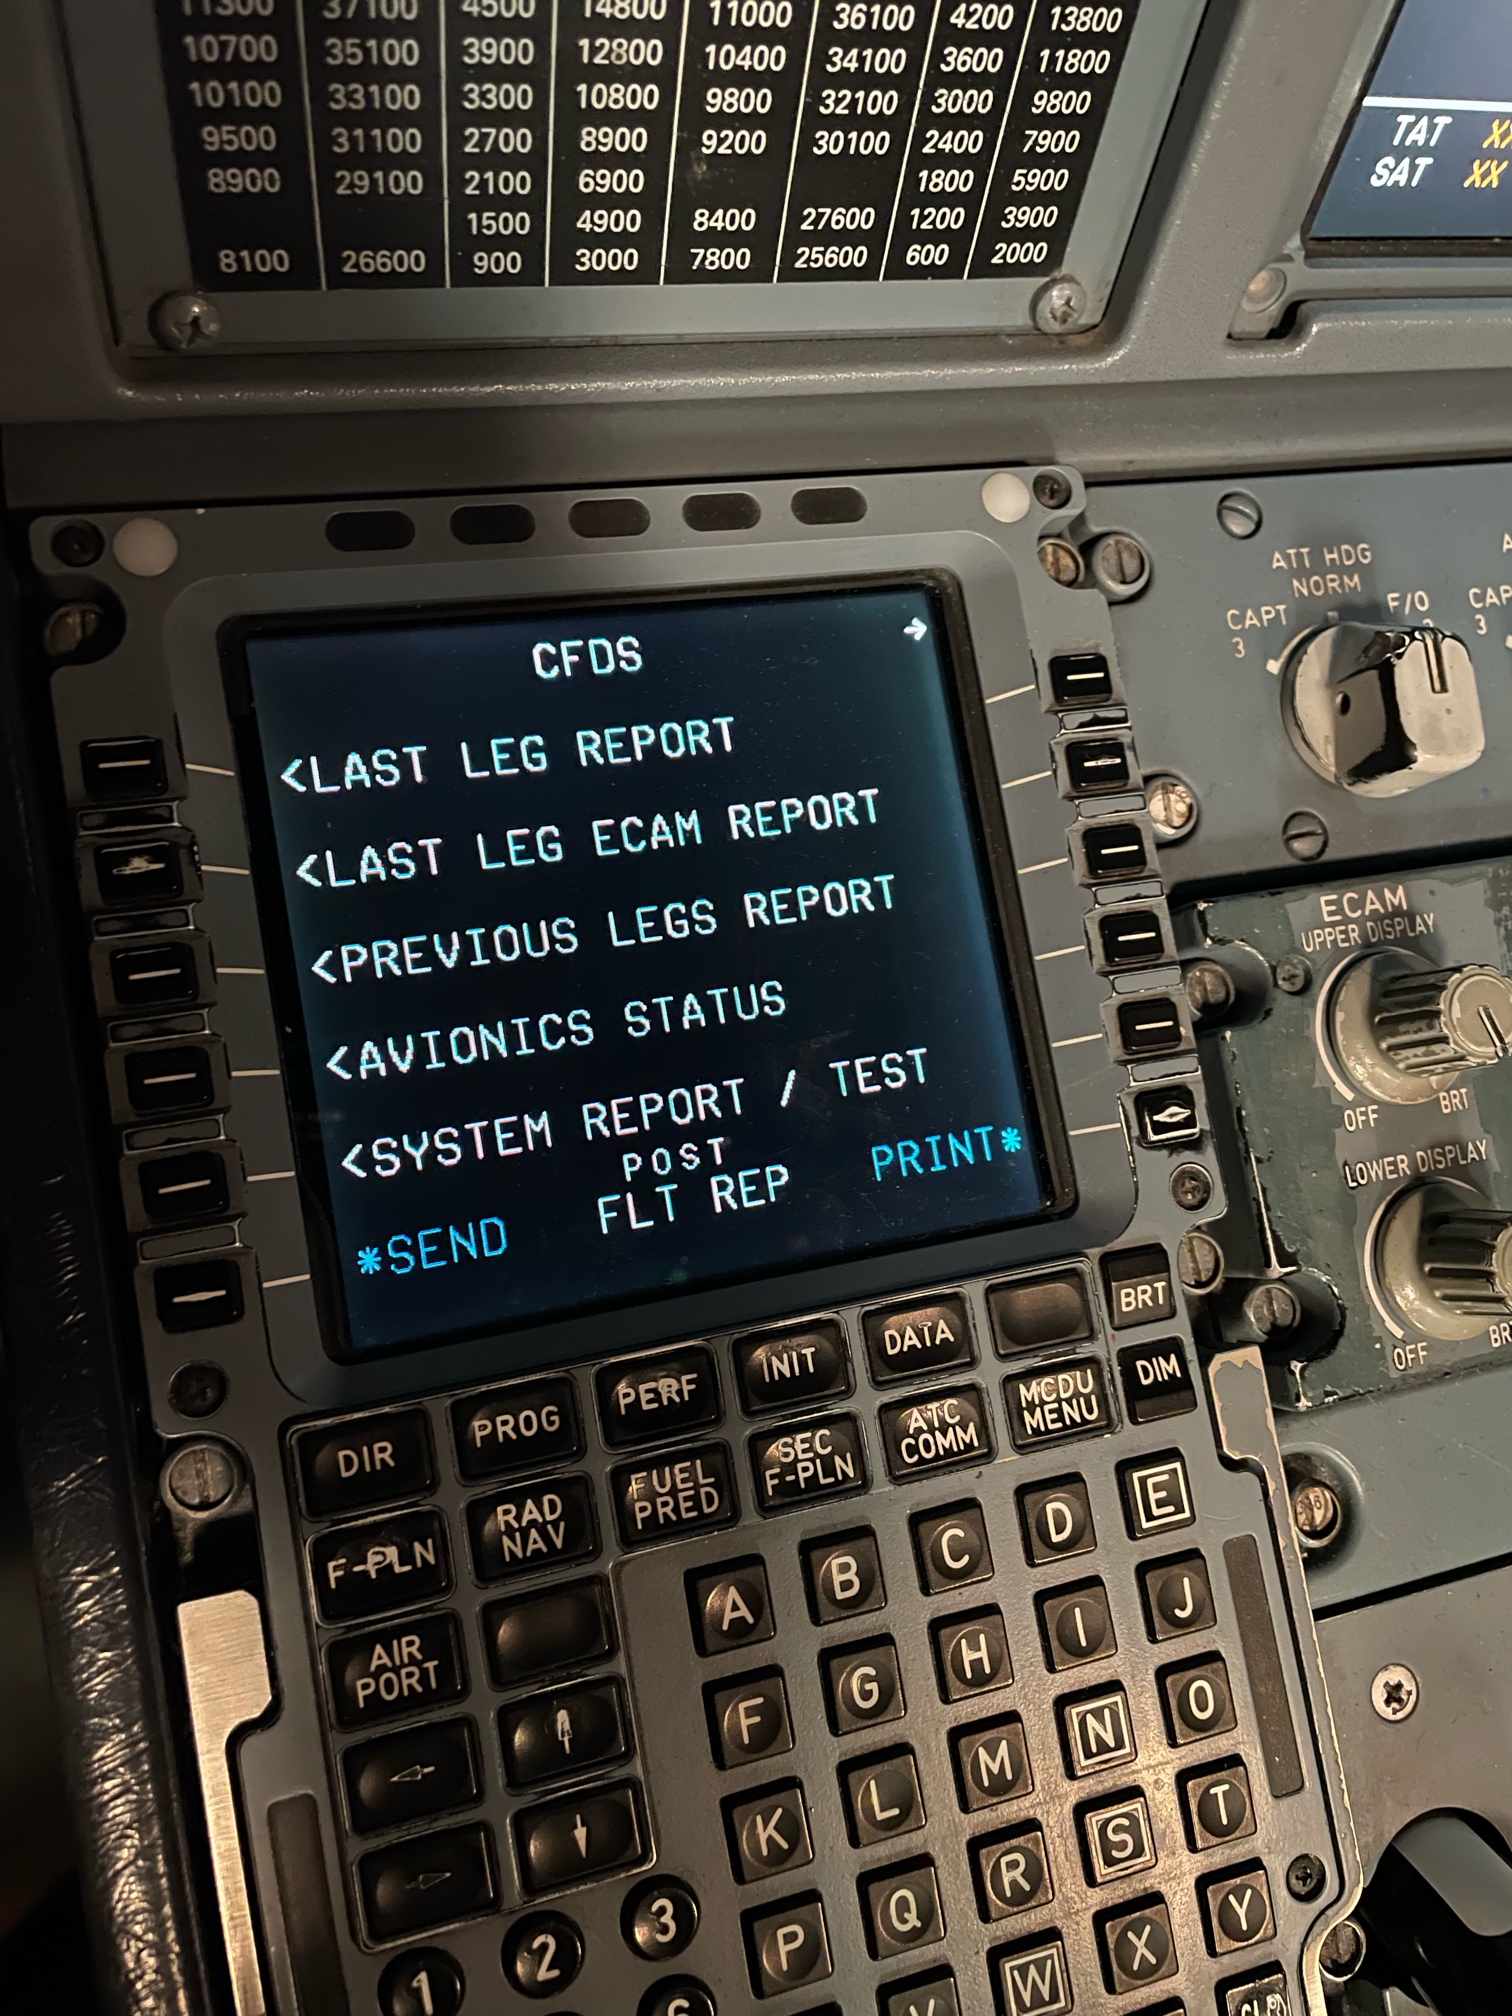 11300 37100 4500 14800 11000 36100 4200 13800
10700 35100 3900 12800 10400 34100 3600 11800
10100 33100 3300 10800 9800 32100 3000 9800
9500 31100 2700 8900 9200 30100 2400 7900
8900 29100 2100 6900 1800 5900
1500 4900 8400 27600 1200 3900
8100 26600 900 3000 7800 25600 600 2000
TAT
SAT XX
CFDS →
<LAST LEG REPORT
<LAST LEG ECAM REPORT
<PREVIOUS LEGS REPORT
<AVIONICS STATUS
<SYSTEM REPORT / TEST
POST
*SEND FLT REP PRINT*
ATT HDG
NORM
CAPT
3
F/O
3
ECAM
UPPER DISPLAY
OFF BRT
LOWER DISPLAY
OFF
BRT
DIM
DIR PROG PERF INIT DATA
F-PLN
RAD
NAV
FUEL
PRED
SEC
F-PLN
ATC
COMM
MCDU
MENU
AIR
PORT
← ↑
→ ↓
A B C D E
F G H I J
K L M N O
P Q R S T
W X Y
1 2 3